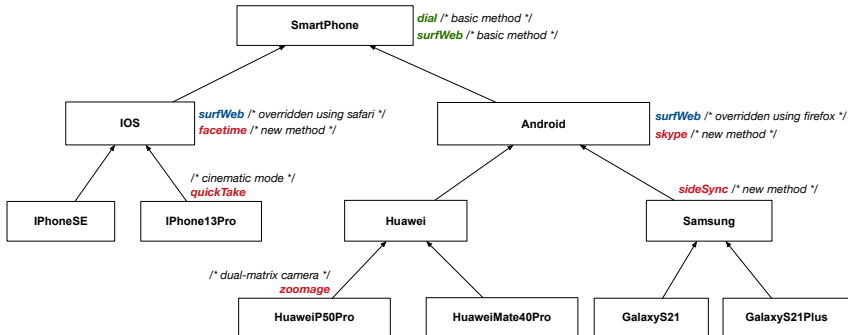 SmartPhone
dial /* basic method */
surfWeb /* basic method */
IOS
surfWeb /* overridden using safari */
facetime /* new method */
Android
surfWeb /* overridden using firefox */
skype /* new method */
/* cinematic mode */
quickTake
sideSync /* new method */
IPhoneSE
IPhone13Pro
Huawei
Samsung
/* dual-matrix camera */
zoomage
HuaweiP50Pro
HuaweiMate40Pro
GalaxyS21
GalaxyS21Plus